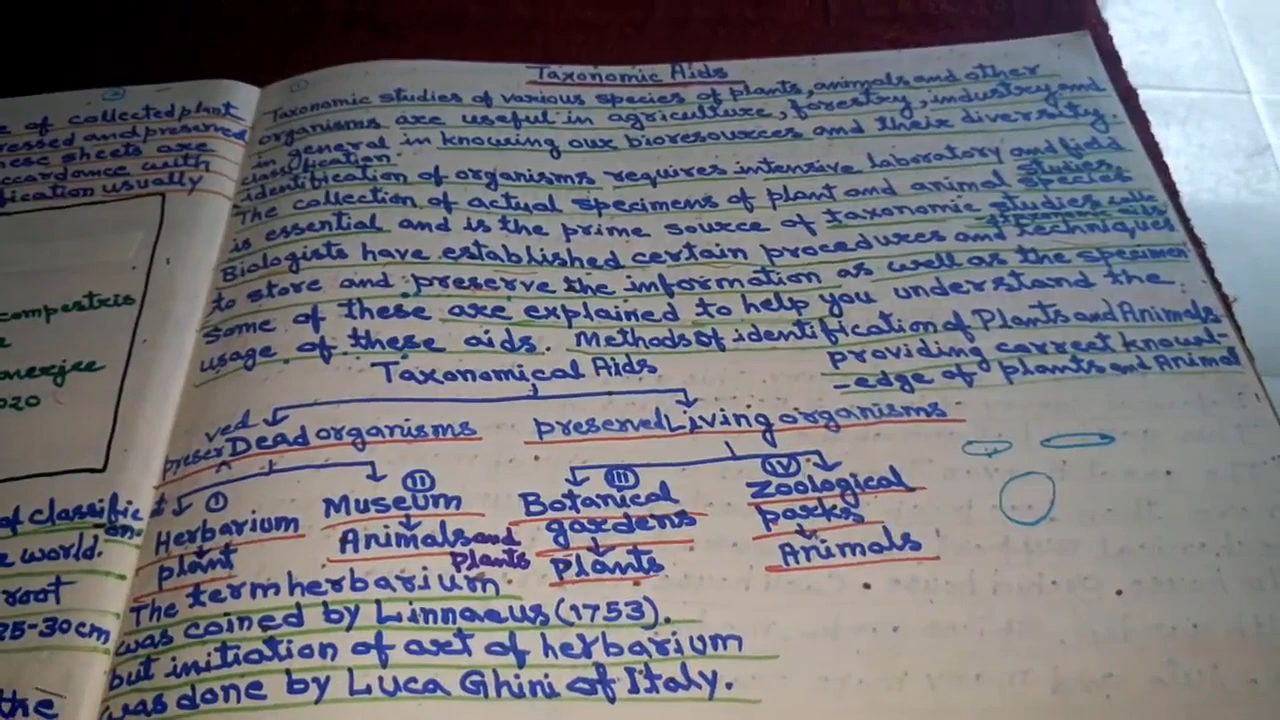 e of collected plant
ressed and preserved
hese sheets are
ccordance with
fication usually
compestris
anerjee
020
of classific
on.
e world.
root
25-30cm
the
Taxonomic Aids
Taxonomic studies of various species of plants, animals and other
organisms are useful in agriculture, forestry, industry and
in general in knowing our bioresources and their diversity.
classification.
identification of organisms requires intensive laboratory and field
studies.
The collection of actual specimens of plant and animal species
is essential and is the prime source of taxonomic studies
Biologists have established certain procedures and techniques
to store and preserve the information as well as the specimen
some of these are explained to help you understand the
usage of these aids. Methods of identification of Plants and Animals
providing correct knowl-
-edge of plants and Animal
Taxonomical Aids
preserved Dead organisms
preserved Living organisms
I
Herbarium
plant
II
Museum
Animals and
plants
III
Botanical
gardens
plants
IV
Zoological
parks
Animals
The term herbarium
was coined by Linnaeus (1753).
but initiation of art of herbarium
was done by Luca Ghini of Italy.